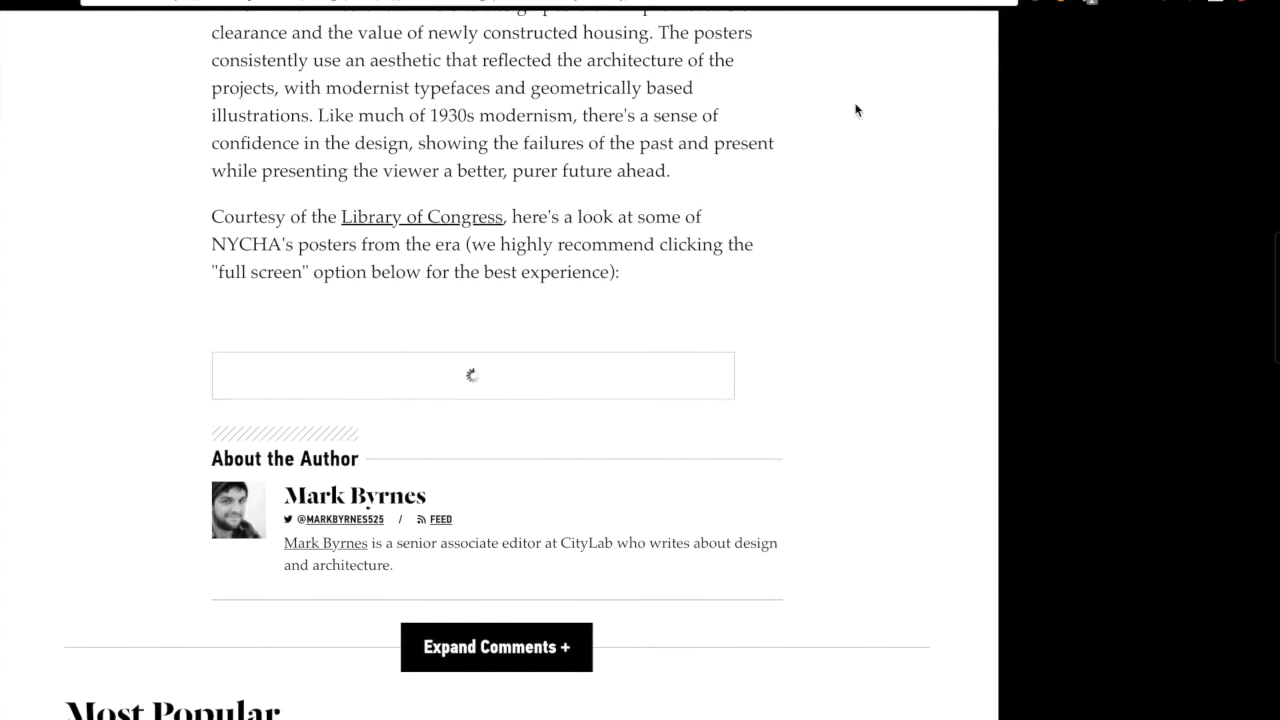 clearance and the value of newly constructed housing. The posters
consistently use an aesthetic that reflected the architecture of the
projects, with modernist typefaces and geometrically based
illustrations. Like much of 1930s modernism, there's a sense of
confidence in the design, showing the failures of the past and present
while presenting the viewer a better, purer future ahead.
Courtesy of the Library of Congress, here's a look at some of
NYCHA's posters from the era (we highly recommend clicking the
"full screen" option below for the best experience):
About the Author
Mark Byrnes
@MARKBYRNES525 / FEED
Mark Byrnes is a senior associate editor at CityLab who writes about design
and architecture.
Expand Comments +
Most Popular